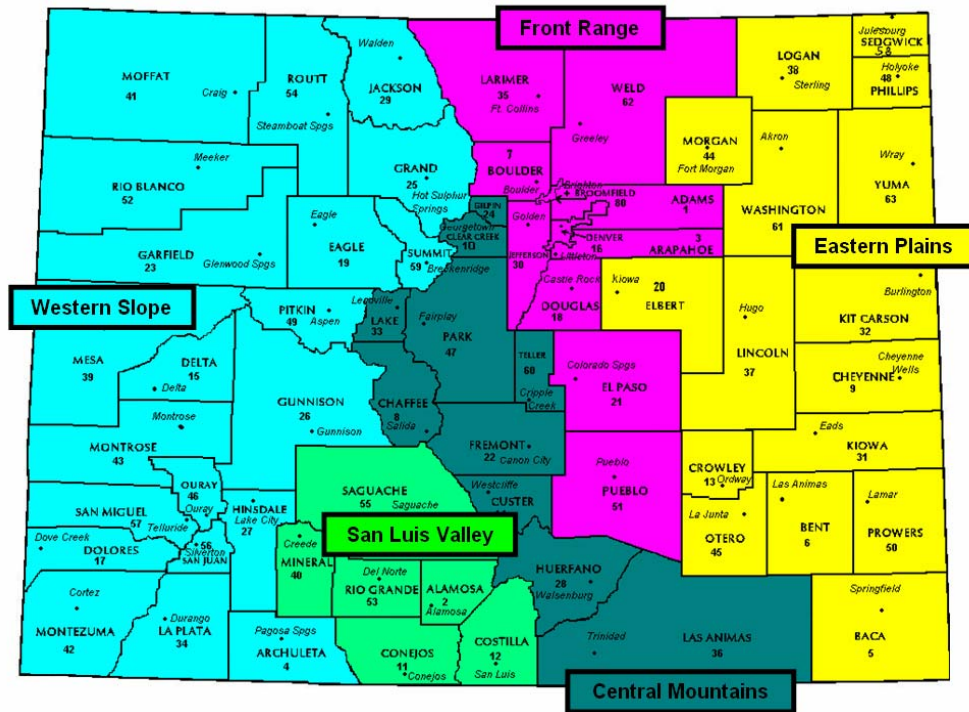 Front Range
Julesburg
SEDGWICK
58
LOGAN
38
Sterling
Holyoke
48
PHILLIPS
Walden
JACKSON
29
MOFFAT
41
Craig
ROUTT
54
Steamboat Spgs
LARIMER
35
Ft. Collins
WELD
62
Greeley
MORGAN
44
Fort Morgan
Akron
WASHINGTON
61
Wray
YUMA
63
Meeker
RIO BLANCO
52
GRAND
25
Hot Sulphur
Springs
7
BOULDER
Boulder
Brighton
BROOMFIELD
80
ADAMS
1
GILPIN
24
Georgetown
CLEAR CREEK
10
Golden
JEFFERSON
30
DENVER
16
3
ARAPAHOE
Littleton
Eastern Plains
GARFIELD
23
Glenwood Spgs
Eagle
EAGLE
19
SUMMIT
59
Breckenridge
Castle Rock
DOUGLAS
18
Kiowa
20
ELBERT
Hugo
LINCOLN
37
Burlington
KIT CARSON
32
Western Slope
PITKIN
49
Aspen
Leadville
LAKE
33
Fairplay
PARK
47
TELLER
60
Cripple
Creek
Colorado Spgs
EL PASO
21
Cheyenne
Wells
CHEYENNE
9
MESA
39
DELTA
15
Delta
GUNNISON
26
Gunnison
CHAFFEE
8
Salida
FREMONT
22
Canon City
Montrose
MONTROSE
43
Pueblo
PUEBLO
51
CROWLEY
13
Ordway
Eads
KIOWA
31
OURAY
46
Ouray
SAN MIGUEL
57
Telluride
HINSDALE
Lake City
27
SAGUACHE
55
Saguache
Westcliffe
CUSTER
La Junta
OTERO
45
Las Animas
BENT
6
Lamar
PROWERS
50
San Luis Valley
Dove Creek
DOLORES
17
56
Silverton
SAN JUAN
Creede
MINERAL
40
Del Norte
RIO GRANDE
53
ALAMOSA
2
Alamosa
HUERFANO
28
Walsenburg
Cortez
MONTEZUMA
42
Durango
LA PLATA
34
Pagosa Spgs
ARCHULETA
4
CONEJOS
11
Conejos
COSTILLA
12
San Luis
Trinidad
LAS ANIMAS
36
Springfield
BACA
5
Central Mountains